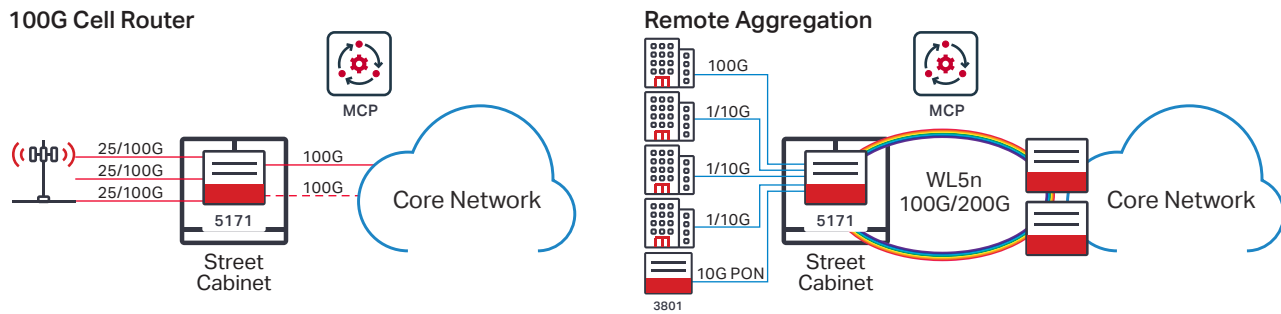 100G Cell Router
MCP
25/100G
25/100G
25/100G
5171
Street
Cabinet
100G
100G
Core Network
Remote Aggregation
MCP
100G
1/10G
1/10G
1/10G
10G PON
3801
5171
Street
Cabinet
WL5n
100G/200G
Core Network